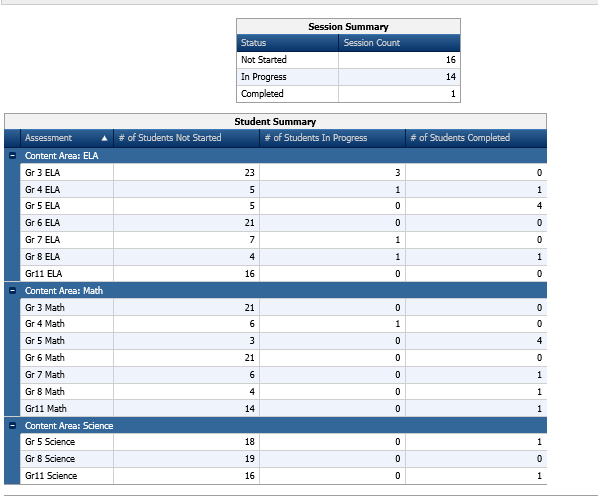 Session Summary
Status Session Count
Not Started 16
In Progress 14
Completed 1
Student Summary
Assessment # of Students Not Started # of Students In Progress # of Students Completed
Content Area: ELA
Gr 3 ELA 23 3 0
Gr 4 ELA 5 1 1
Gr 5 ELA 5 0 4
Gr 6 ELA 21 0 0
Gr 7 ELA 7 1 0
Gr 8 ELA 4 1 1
Gr11 ELA 16 0 0
Content Area: Math
Gr 3 Math 21 0 0
Gr 4 Math 6 1 0
Gr 5 Math 3 0 4
Gr 6 Math 21 0 0
Gr 7 Math 6 0 1
Gr 8 Math 4 0 1
Gr11 Math 14 0 1
Content Area: Science
Gr 5 Science 18 0 1
Gr 8 Science 19 0 0
Gr11 Science 16 0 1